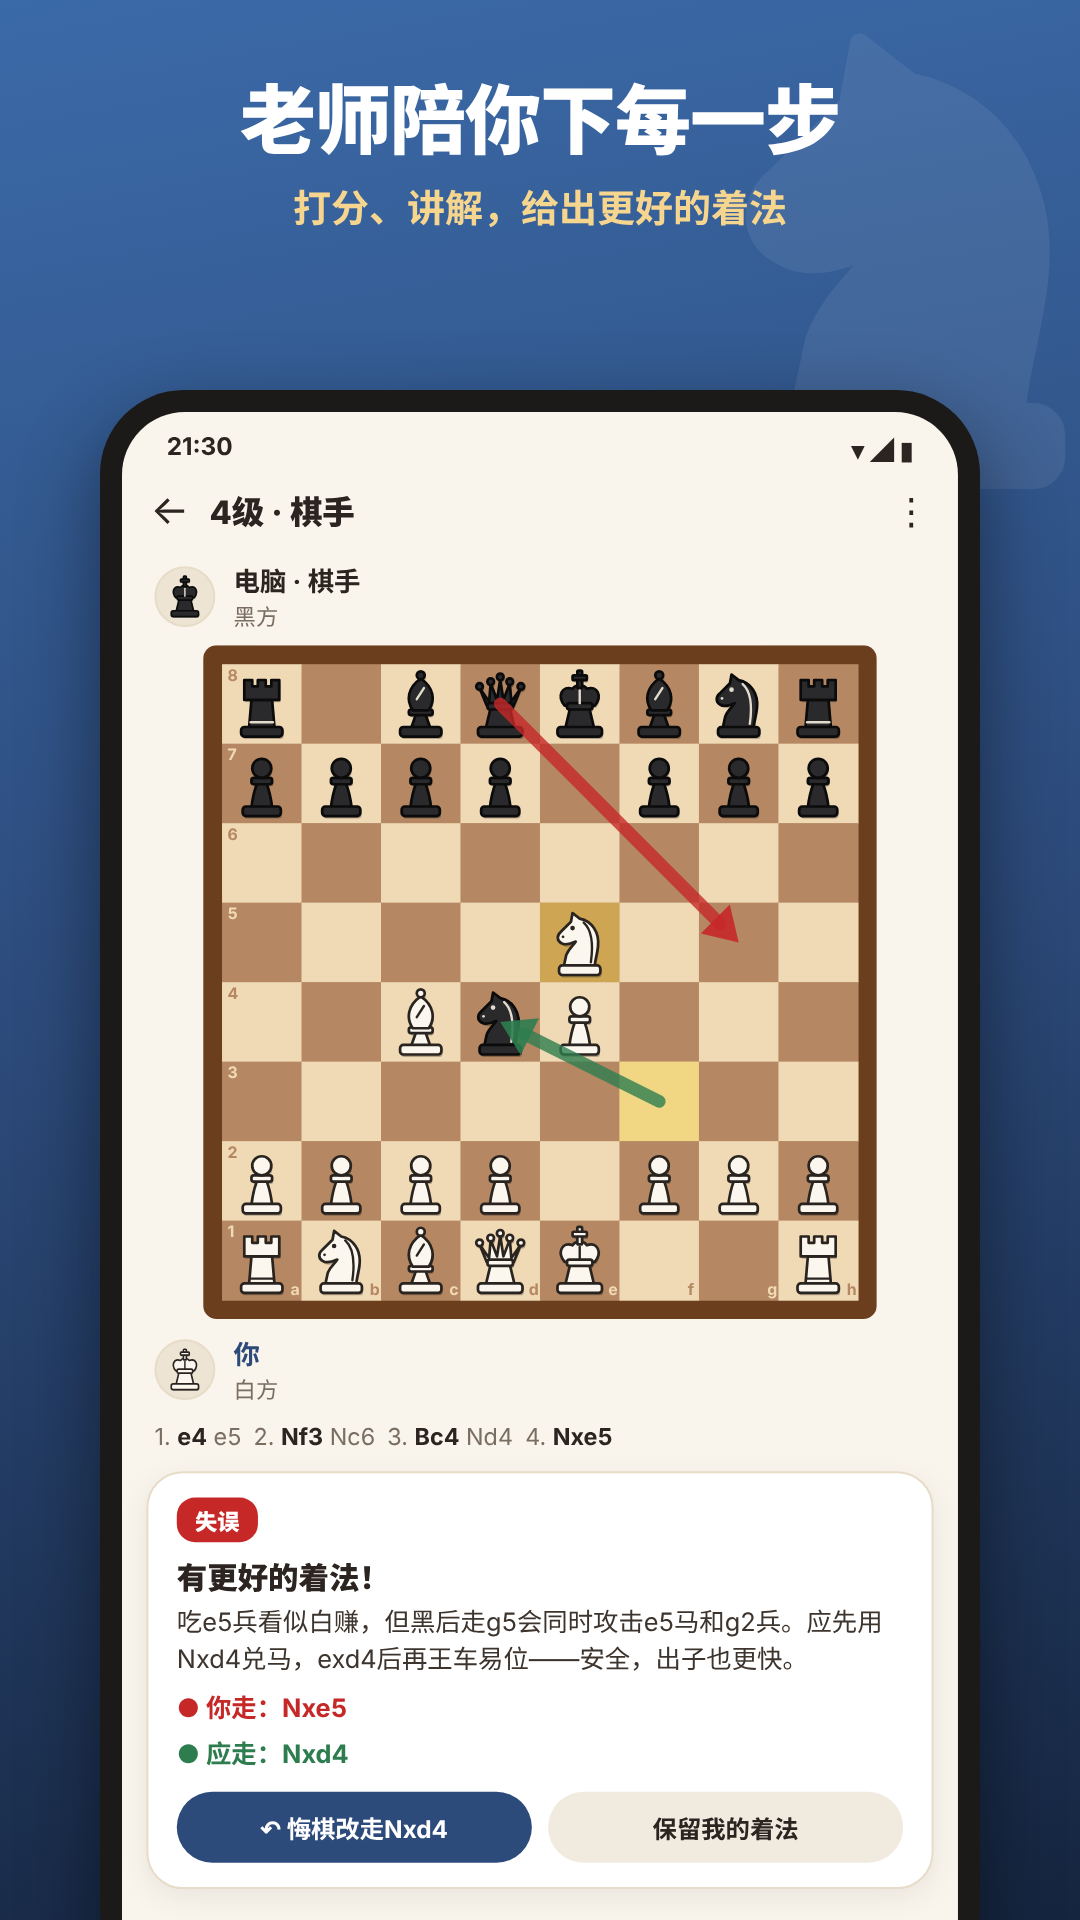 老师陪你下每一步
打分、讲解，给出更好的着法
21:30
4级 · 棋手
电脑 · 棋手
黑方
8
7
6
5
4
3
2
1
a b c d e f g h
你
白方
1. e4 e5 2. Nf3 Nc6 3. Bc4 Nd4 4. Nxe5
失误
有更好的着法！
吃e5兵看似白赚，但黑后走g5会同时攻击e5马和g2兵。应先用
Nxd4兑马，exd4后再王车易位——安全，出子也更快。
你走：Nxe5
应走：Nxd4
↶ 悔棋改走Nxd4
保留我的着法